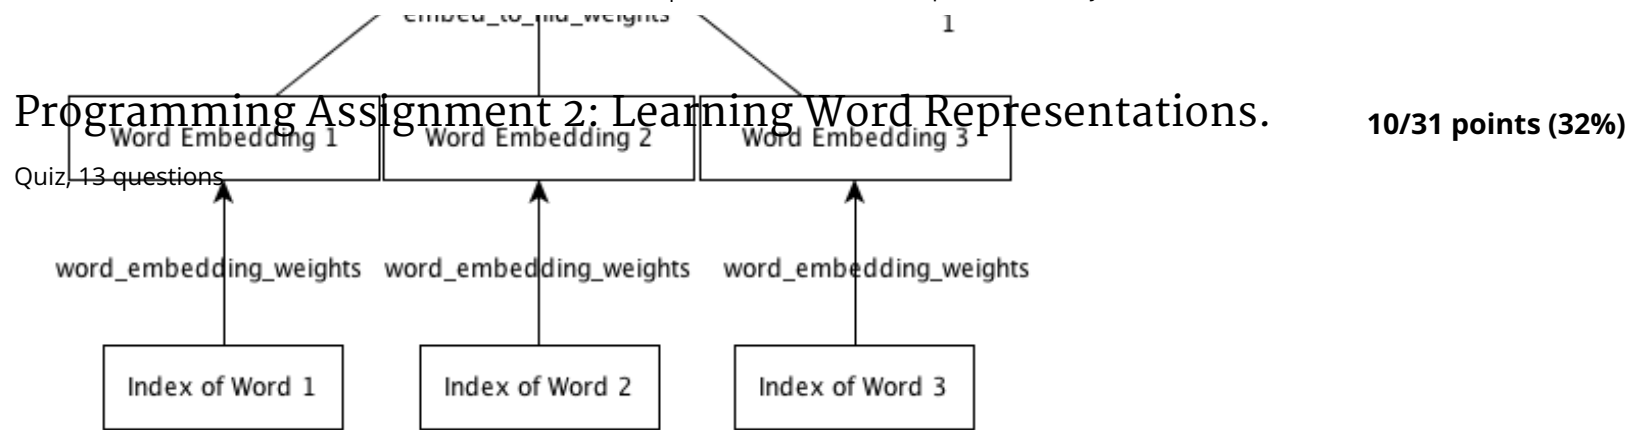 embed_to_hid_weights
1
Programming Assignment 2: Learning Word Representations.
10/31 points (32%)
Word Embedding 1
Word Embedding 2
Word Embedding 3
Quiz, 13 questions
word_embedding_weights
word_embedding_weights
word_embedding_weights
Index of Word 1
Index of Word 2
Index of Word 3